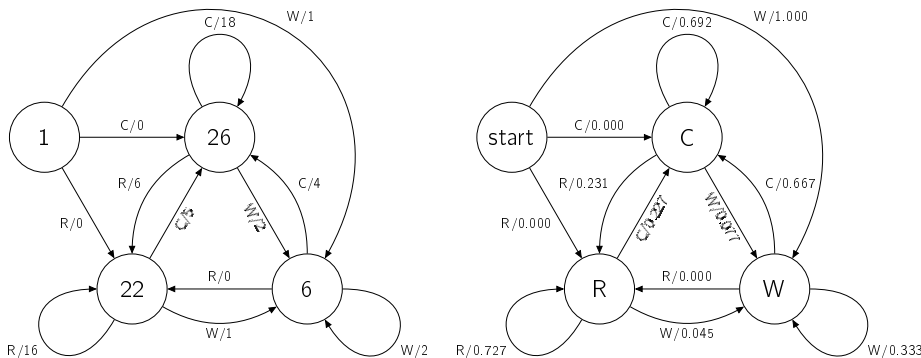 C/18
W/1
1
C/0
26
R/6
C/4
R/0
C/5
W/2
22
R/0
6
W/1
R/16
W/2
C/0.692
W/1.000
start
C/0.000
C
R/0.231
C/0.667
R/0.000
C/0.227
W/0.077
R
R/0.000
W
W/0.045
R/0.727
W/0.333